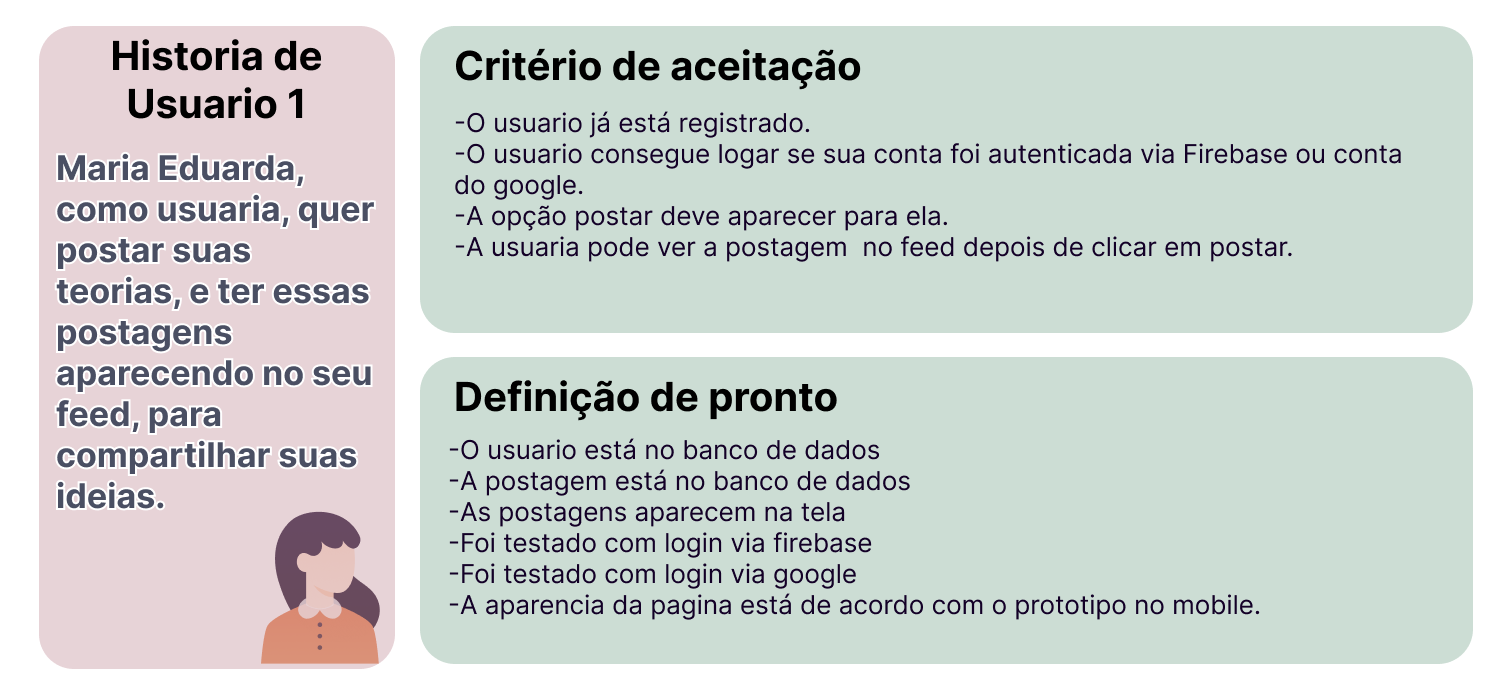 Historia de
Usuario 1
Maria Eduarda,
como usuaria, quer
postar suas
teorias, e ter essas
postagens
aparecendo no seu
feed, para
compartilhar suas
ideias.
Critério de aceitação
-O usuario já está registrado.
-O usuario consegue logar se sua conta foi autenticada via Firebase ou conta
do google.
-A opção postar deve aparecer para ela.
-A usuaria pode ver a postagem  no feed depois de clicar em postar.
Definição de pronto
-O usuario está no banco de dados
-A postagem está no banco de dados
-As postagens aparecem na tela
-Foi testado com login via firebase
-Foi testado com login via google
-A aparencia da pagina está de acordo com o prototipo no mobile.